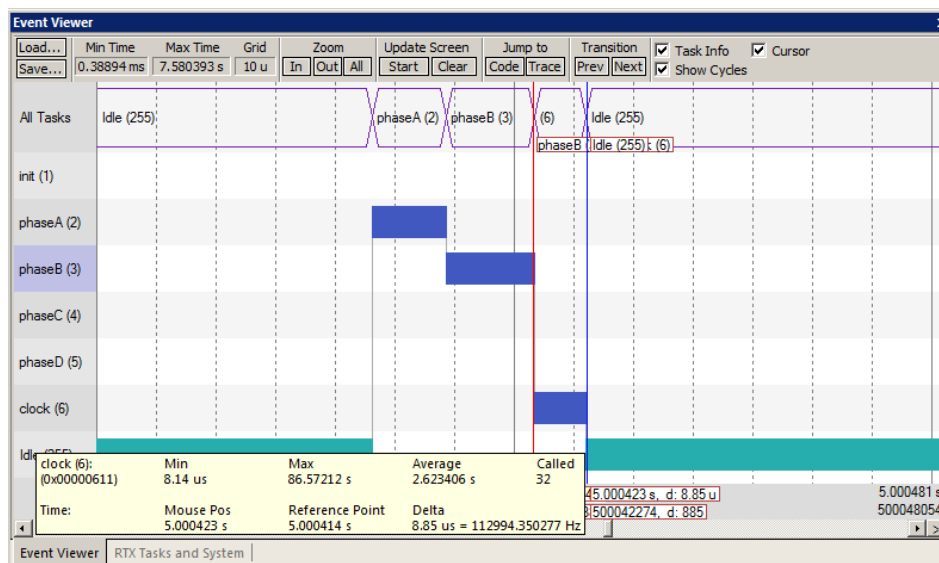 Event Viewer
Load... Min Time Max Time Grid Zoom Update Screen Jump to Transition Task Info Cursor
Save... 0.38894 ms 7.580393 s 10 u In Out All Start Clear Code Trace Prev Next Show Cycles
All Tasks Idle (255) phaseA (2) phaseB (3) (6) Idle (255)
phaseB Idle (255) (6)
init (1)
phaseA (2)
phaseB (3)
phaseC (4)
phaseD (5)
clock (6)
clock (6): Min Max Average Called
(0x00000611) 8.14 us 86.57212 s 2.623406 s 32
Time: Mouse Pos Reference Point Delta
5.000423 s 5.000414 s 8.85 us = 112994.350277 Hz
5.000423 s, d: 8.85 u 5.000481 s
500042274, d: 885 500048054
Event Viewer RTX Tasks and System